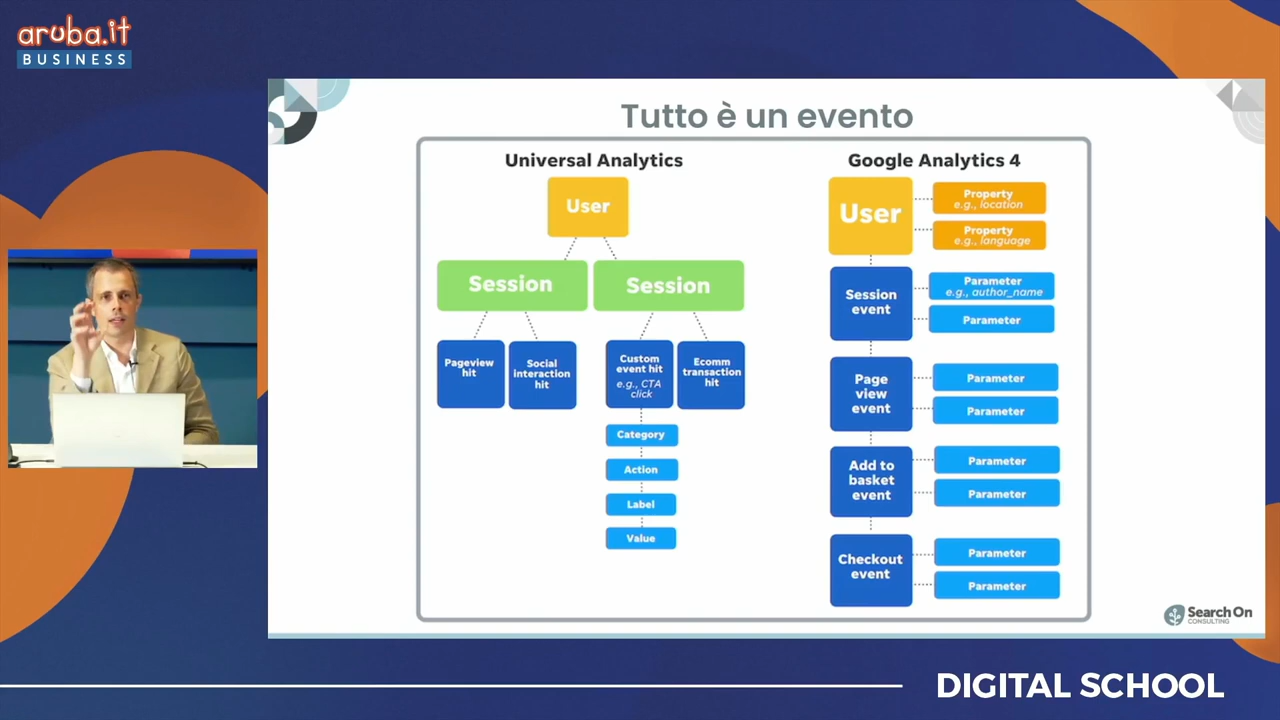 aruba.it
BUSINESS
Tutto è un evento
Universal Analytics
User
Session
Session
Pageview
hit
Social
interaction
hit
Custom
event hit
e.g., CTA
click
Ecomm
transaction
hit
Category
Action
Label
Value
Google Analytics 4
User
Property
e.g., location
Property
e.g., language
Session
event
Parameter
e.g., author_name
Parameter
Page
view
event
Parameter
Parameter
Add to
basket
event
Parameter
Parameter
Checkout
event
Parameter
Parameter
Search On
CONSULTING
DIGITAL SCHOOL